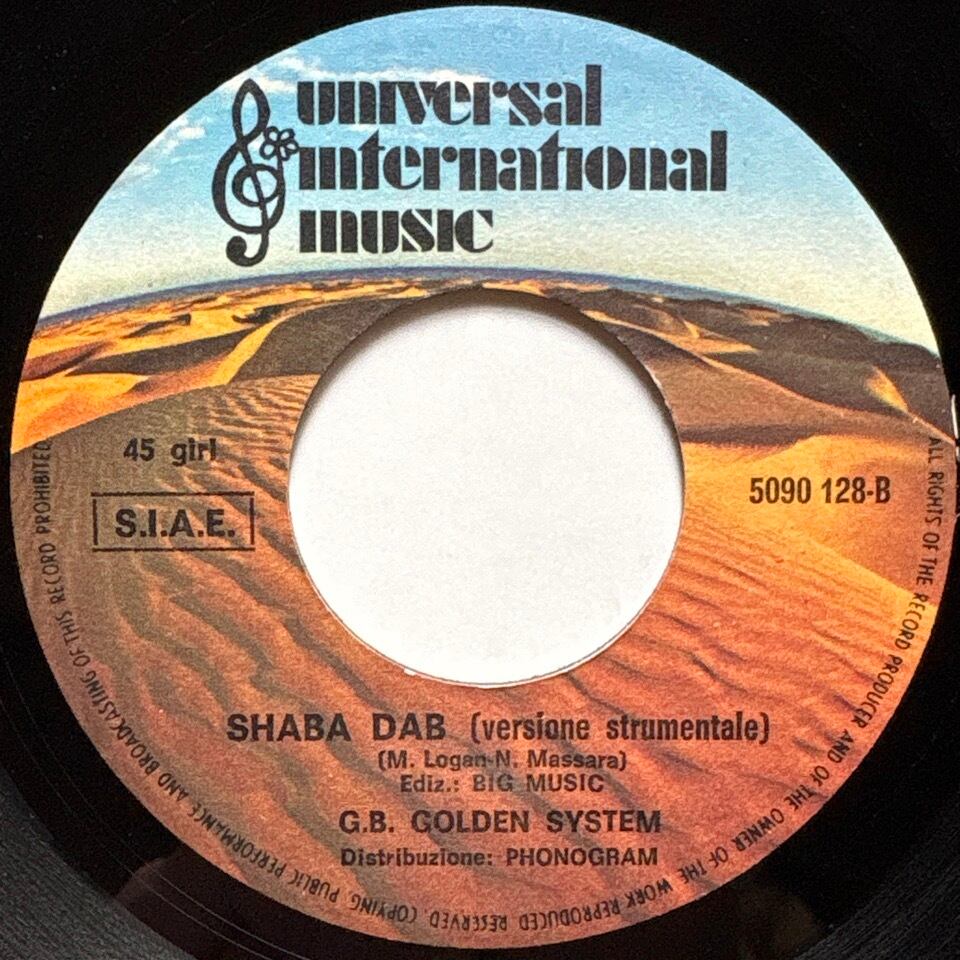 universal
international
music
45 giri
S.I.A.E.
5090 128-B
SHABA DAB (versione strumentale)
(M. Logan-N. Massara)
Ediz.: BIG MUSIC
G.B. GOLDEN SYSTEM
Distribuzione: PHONOGRAM
ALL RIGHTS OF THE RECORD PRODUCER AND OF THE OWNER OF THE WORK REPRODUCED RESERVED. COPYING, PUBLIC PERFORMANCE AND BROADCASTING OF THIS RECORD PROHIBITED